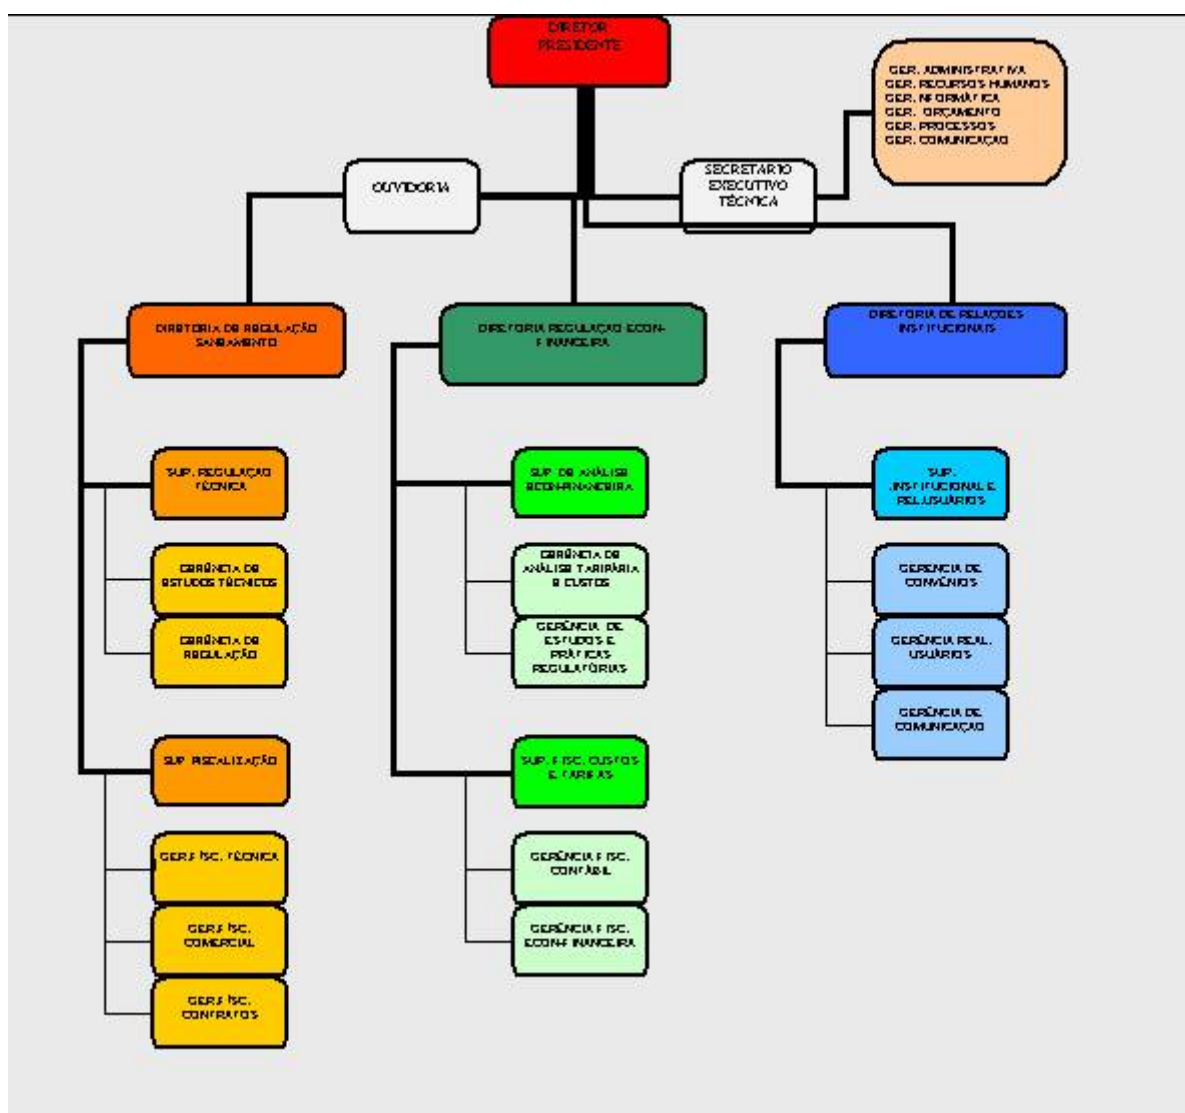 DIRETOR
PRESIDENTE
GER. ADMINISTRATIVA
GER. RECURSOS HUMANOS
GER. INFORMÁTICA
GER. ORÇAMENTO
GER. PROCESSOS
GER. COMUNICAÇÃO
OUVIDORIA
SECRETARIO
EXECUTIVO
TÉCNICA
DIRETORIA DE REGULAÇÃO
SANEAMENTO
DIRETORIA REGULAÇÃO ECON-
FINANCEIRA
DIRETORIA DE RELAÇOES
INSTITUCIONAIS
SUP. REGULAÇÃO
TÉCNICA
SUP. DE ANÁLISE
ECON-FINANCEIRA
SUP.
.INSTITUCIONAL E
REL.USUÁRIOS
GERÊNCIA DE
ESTUDOS TÉCNICOS
GERÊNCIA DE
ANÁLISE TARIFÁRIA
E CUSTOS
GERENCIA DE
CONVÊNIOS
GERÊNCIA DE
REGULAÇÃO
GERÊNCIA DE
ESTUDOS E
PRÁTICAS
REGULATÓRIAS
GERÊNCIA REAL.
USUÁRIOS
GERÊNCIA DE
COMUNICAÇAO
SUP. FISCALIZAÇÃO
SUP. FISC. CUSTOS
E TARIFAS
GER.FISC. TÉCNICA
GERÊNCIA FISC.
CONTÁBIL
GER.FISC.
COMERCIAL
GERÊNCIA FISC.
ECON-FINANCEIRA
GER.FISC.
CONTRATOS